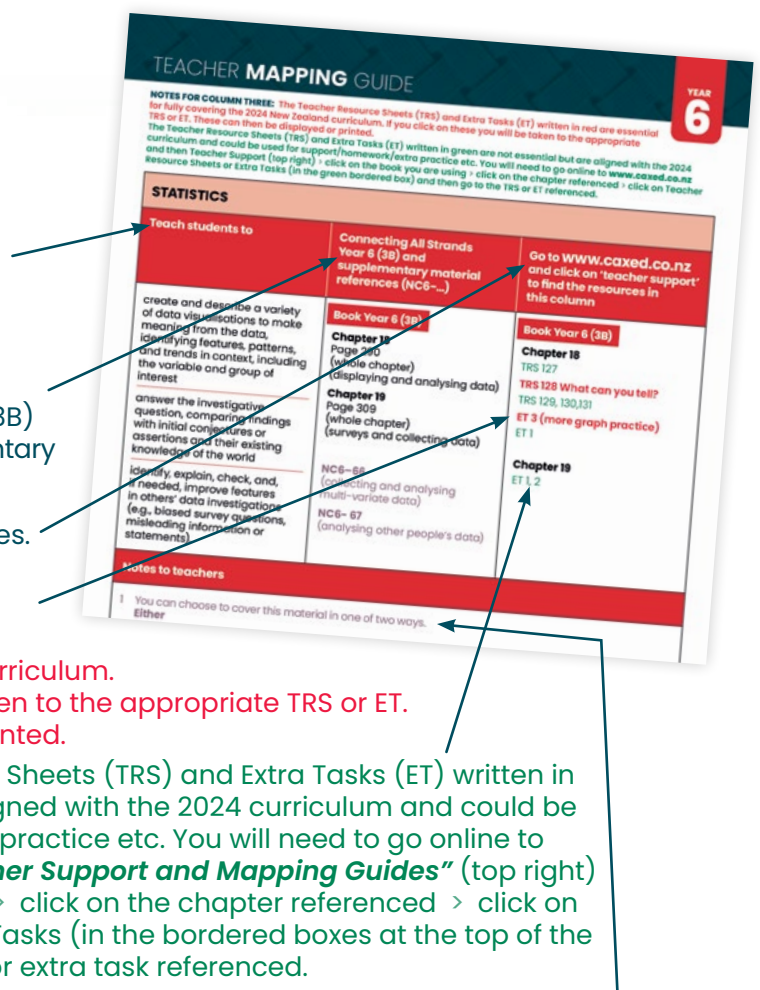 TEACHER MAPPING GUIDE
YEAR
6
NOTES FOR COLUMN THREE: The Teacher Resource Sheets (TRS) and Extra Tasks (ET) written in red are essential
for fully covering the 2024 New Zealand curriculum. If you click on these you will be taken to the appropriate
TRS or ET. These can then be displayed or printed.
The Teacher Resource Sheets (TRS) and Extra Tasks (ET) written in green are not essential but are aligned with the 2024
curriculum and could be used for support/homework/extra practice etc. You will need to go online to www.caxed.co.nz
and then Teacher Support (top right) > click on the book you are using > click on the chapter referenced > click on Teacher
Resource Sheets or Extra Tasks (in the green bordered box) and then go to the TRS or ET referenced.
STATISTICS
Teach students to
Connecting All Strands
Year 6 (3B) and
supplementary material
references (NC6-...)
Go to www.caxed.co.nz
and click on 'teacher support'
to find the resources in
this column
create and describe a variety
of data visualisations to make
meaning from the data,
identifying features, patterns,
and trends in context, including
the variable and group of
interest
answer the investigative
question, comparing findings
with initial conjectures or
assertions and their existing
knowledge of the world
identify, explain, check, and,
if needed, improve features
in others' data investigations
(e.g., biased survey questions,
misleading information or
statements)
Book Year 6 (3B)
Chapter 18
Page 290
(whole chapter)
(displaying and analysing data)
Chapter 19
Page 309
(whole chapter)
(surveys and collecting data)
NC6-66
(collecting and analysing
multi-variate data)
NC6- 67
(analysing other people's data)
Book Year 6 (3B)
Chapter 18
TRS 127
TRS 128 What can you tell?
TRS 129, 130,131
ET 3 (more graph practice)
ET 1
Chapter 19
ET 1, 2
Notes to teachers
1 You can choose to cover this material in one of two ways.
Either
3B)
ntary
es.
rriculum.
en to the appropriate TRS or ET.
nted.
Sheets (TRS) and Extra Tasks (ET) written in
gned with the 2024 curriculum and could be
practice etc. You will need to go online to
her Support and Mapping Guides" (top right)
> click on the chapter referenced > click on
Tasks (in the bordered boxes at the top of the
or extra task referenced.